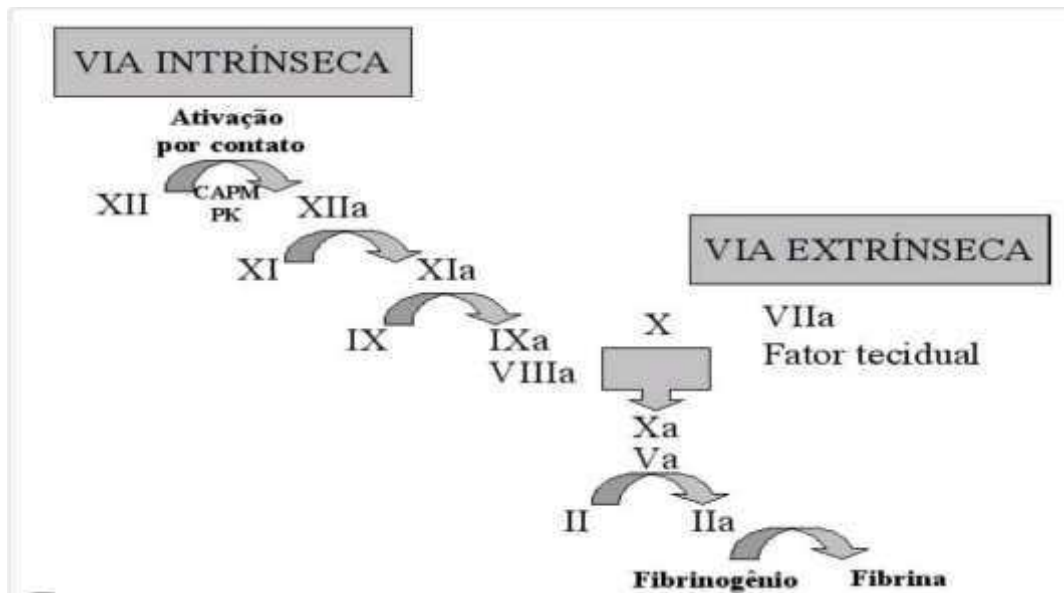 VIA INTRÍNSECA
Ativação
por contato
XII
CAPM
PK
XIIa
XI
XIa
IX
IXa
VIIIa
VIA EXTRÍNSECA
VIIa
Fator tecidual
X
Xa
Va
II
IIa
Fibrinogênio
Fibrina